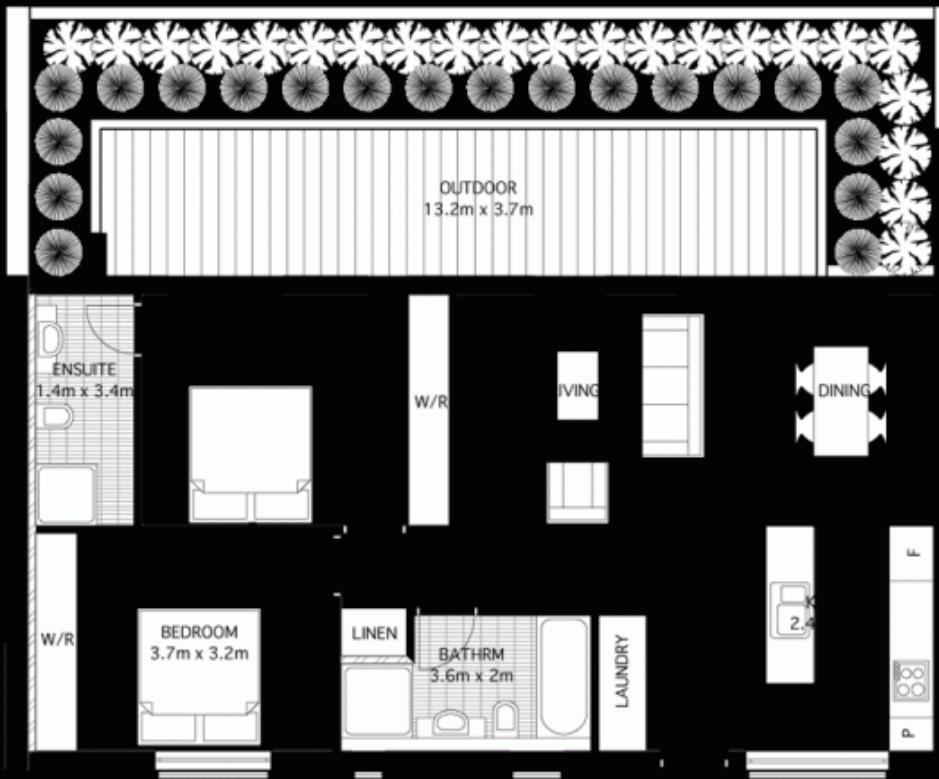 OUTDOOR
13.2m x 3.7m
ENSUITE
1.4m x 3.4m
W/R
IVING
DINING
F
K
2.4
W/R
BEDROOM
3.7m x 3.2m
LINEN
BATHRM
3.6m x 2m
LAUNDRY
P